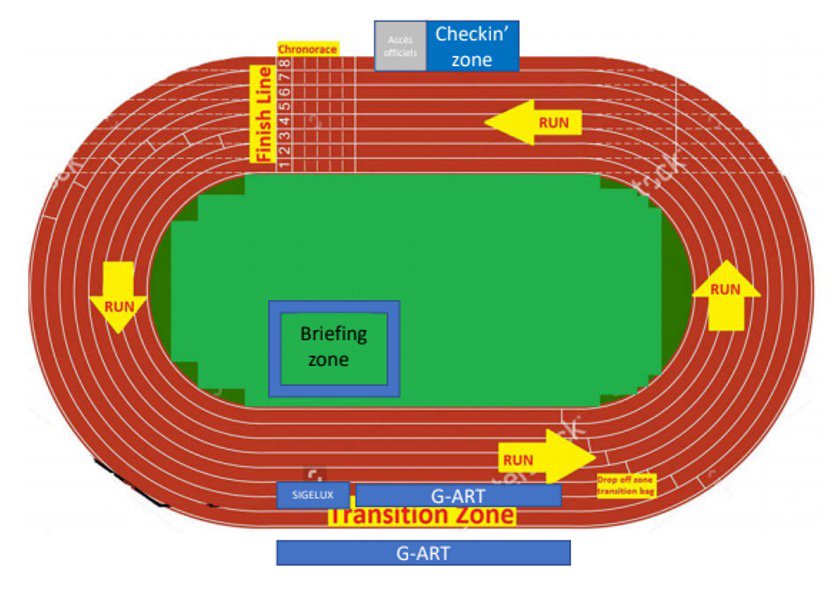 Accès
officiels
Checkin’
zone
Chronorace
Finish Line
8
7
6
5
4
3
2
1
RUN
RUN
RUN
Briefing
zone
RUN
Drop off zone
transition bag
SIGELUX
G-ART
Transition Zone
G-ART